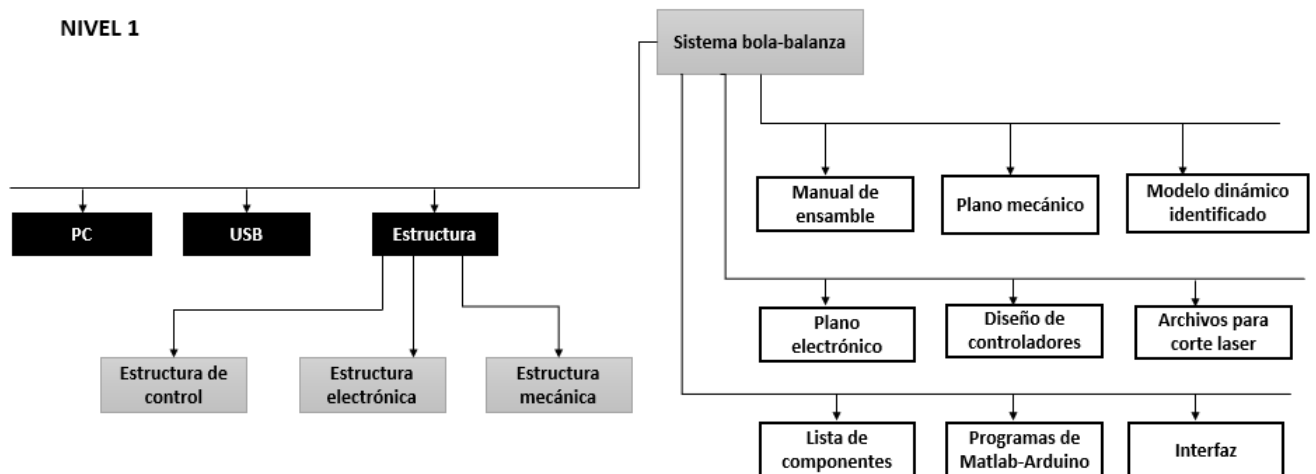 NIVEL 1
Sistema bola-balanza
PC
USB
Estructura
Estructura de
control
Estructura
electrónica
Estructura
mecánica
Manual de
ensamble
Plano mecánico
Modelo dinámico
identificado
Plano
electrónico
Diseño de
controladores
Archivos para
corte laser
Lista de
componentes
Programas de
Matlab-Arduino
Interfaz